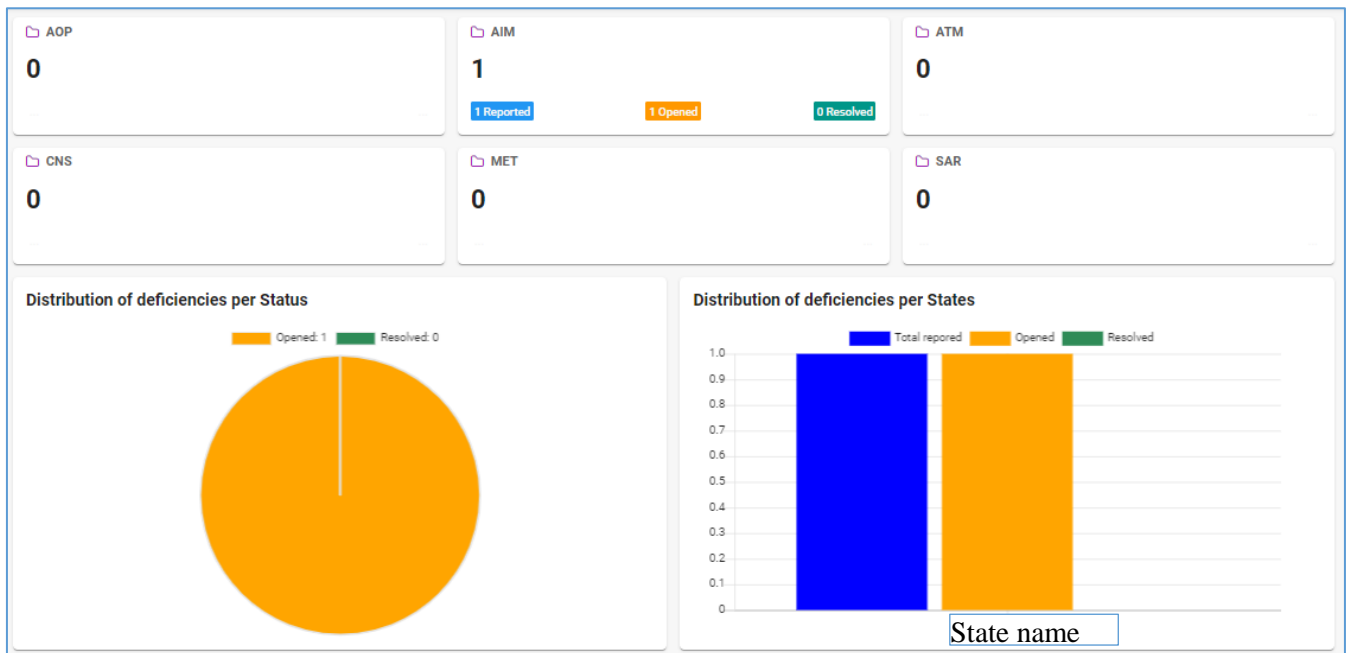 AOP
0
AIM
1
1 Reported 1 Opened 0 Resolved
ATM
0
CNS
0
MET
0
SAR
0
Distribution of deficiencies per Status
Opened: 1 Resolved: 0
Distribution of deficiencies per States
Total repored Opened Resolved
1.0
0.9
0.8
0.7
0.6
0.5
0.4
0.3
0.2
0.1
0
State name